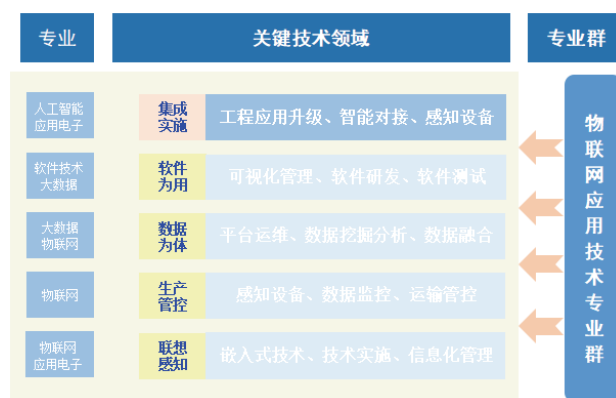 专业
关键技术领域
专业群
人工智能
应用电子
集成
实施
工程应用升级、智能对接、感知设备
软件技术
大数据
软件
为用
可视化管理、软件研发、软件测试
大数据
物联网
数据
为体
平台运维、数据挖掘分析、数据融合
物联网
生产
管控
感知设备、数据监控、运输管控
物联网
应用电子
联想
感知
嵌入式技术、技术实施、信息化管理
物联网应用技术专业群